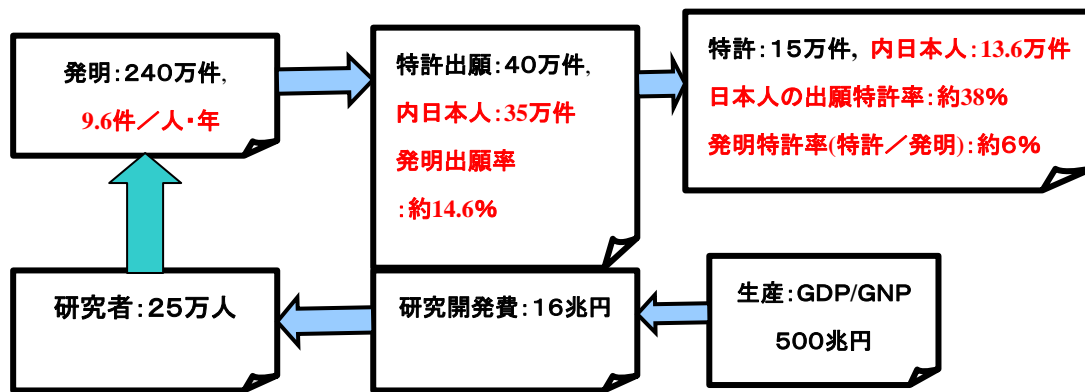 発明：240万件,
9.6件／人・年
特許出願：40万件,
内日本人：35万件
発明出願率
：約14.6%
特許：15万件, 内日本人：13.6万件
日本人の出願特許率：約38%
発明特許率(特許／発明)：約6%
研究者：25万人
研究開発費：16兆円
生産：GDP/GNP
500兆円